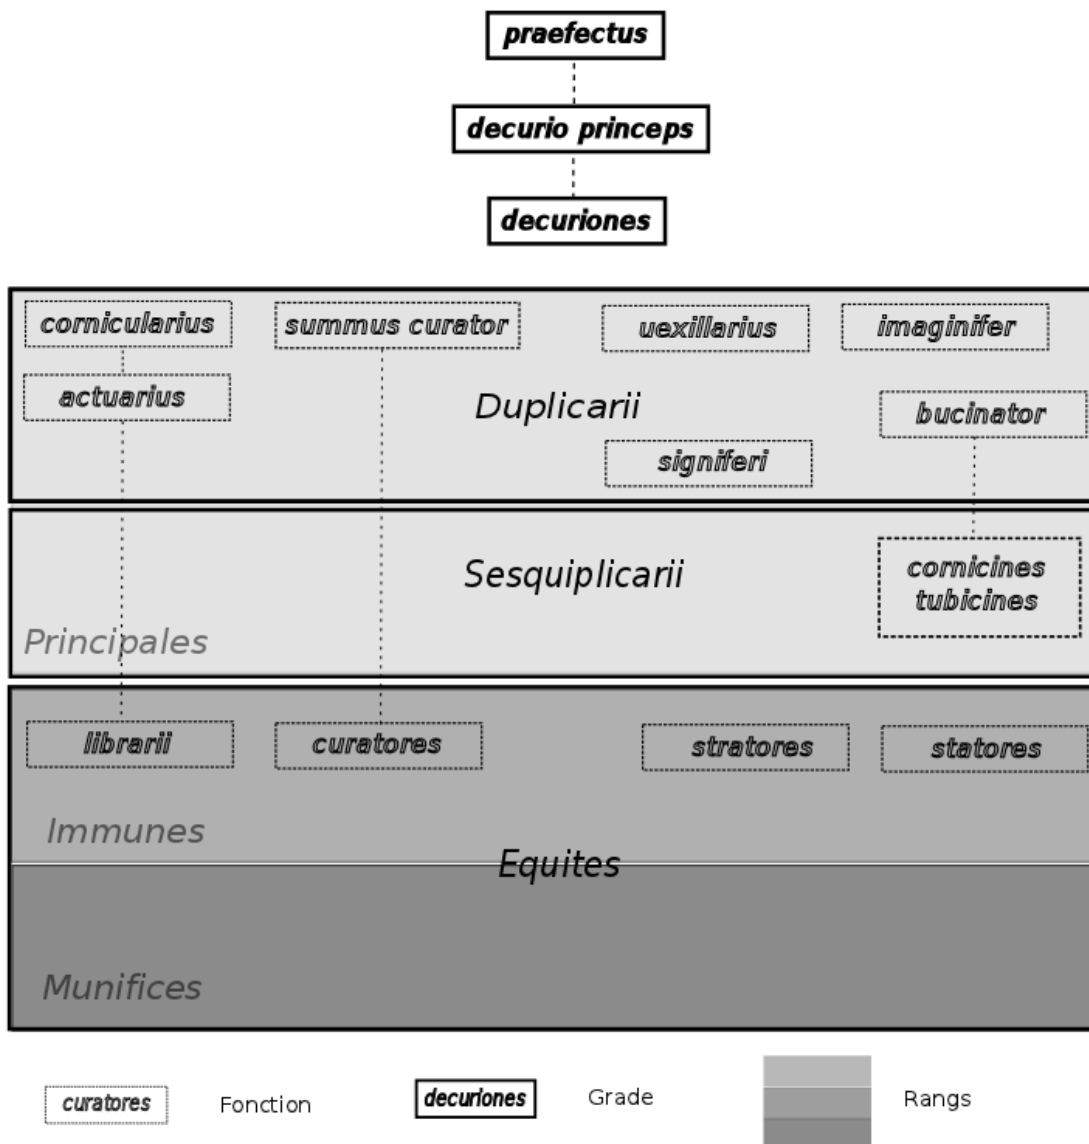 praefectus
decurio princeps
decuriones
cornicularius
summus curator
uexillarius
imaginifer
actuarius
Duplicarii
bucinator
signiferi
Sesquiplicarii
cornicines
tubicines
Principales
librarii
curatores
stratores
statores
Immunes
Equites
Munifices
curatores
Fonction
decuriones
Grade
Rangs